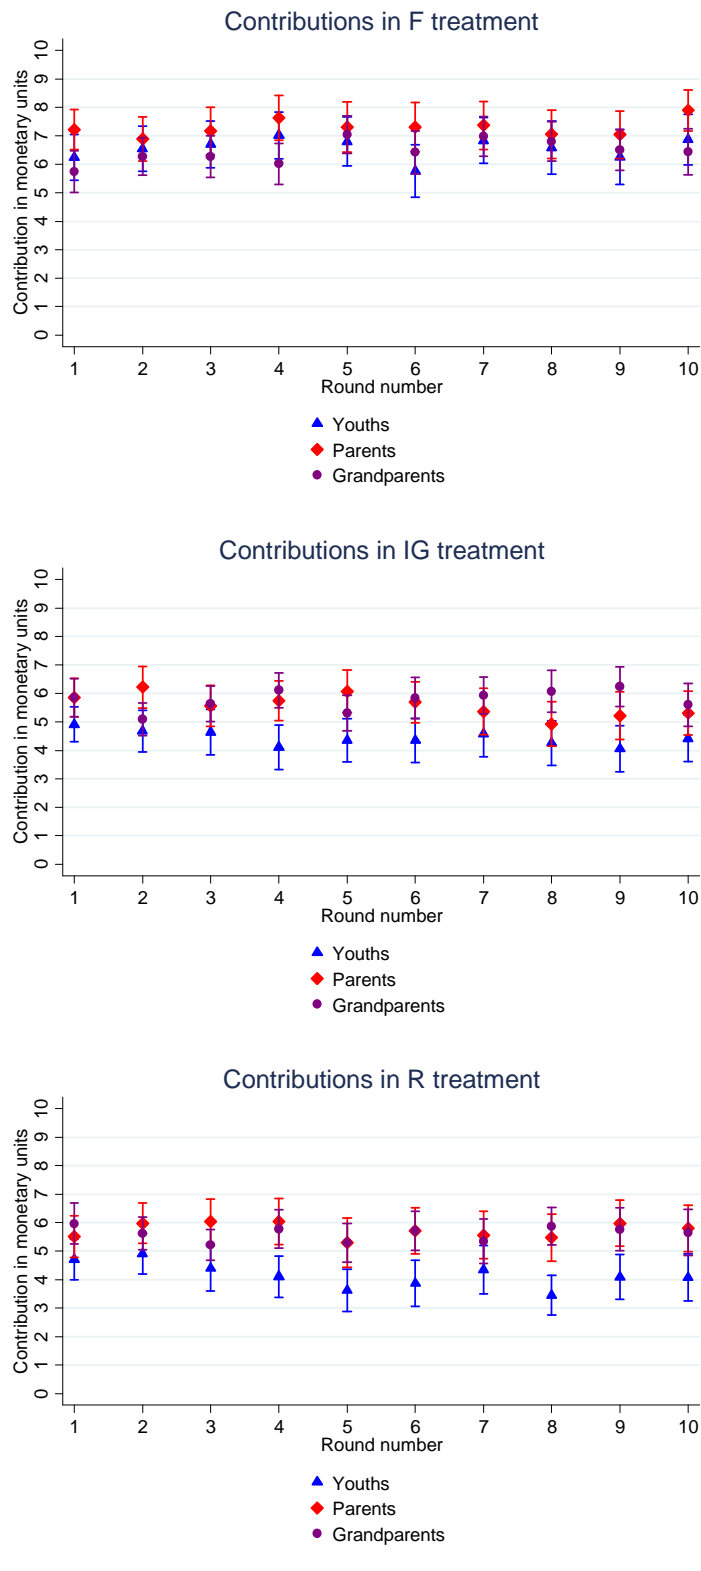 Contributions in F treatment
Contribution in monetary units
10
9
8
7
6
5
4
3
2
1
0
1 2 3 4 5 6 7 8 9 10
Round number
Youths
Parents
Grandparents
Contributions in IG treatment
Contribution in monetary units
10
9
8
7
6
5
4
3
2
1
0
1 2 3 4 5 6 7 8 9 10
Round number
Youths
Parents
Grandparents
Contributions in R treatment
Contribution in monetary units
10
9
8
7
6
5
4
3
2
1
0
1 2 3 4 5 6 7 8 9 10
Round number
Youths
Parents
Grandparents